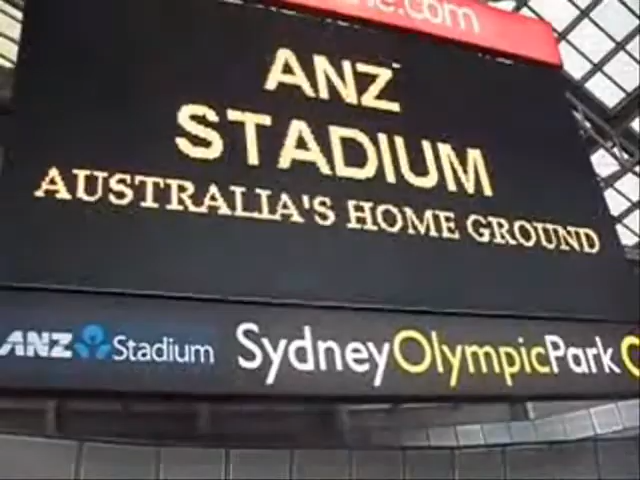 .com
ANZ
STADIUM
AUSTRALIA'S HOME GROUND
ANZ Stadium SydneyOlympicPark